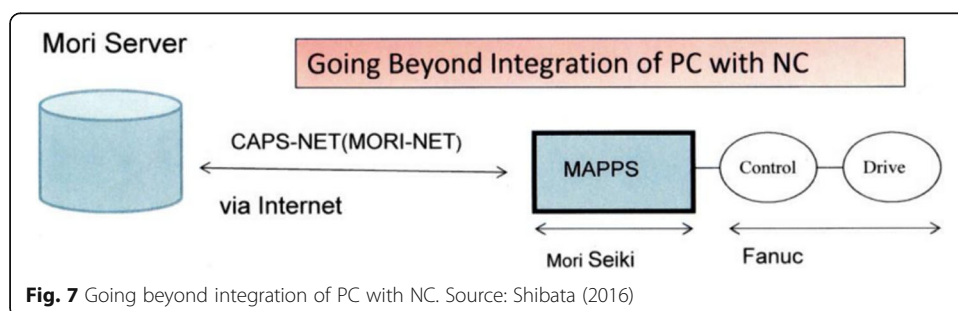 Mori Server
Going Beyond Integration of PC with NC
CAPS-NET(MORI-NET)
via Internet
MAPPS
Control
Drive
Mori Seiki
Fanuc
Fig. 7 Going beyond integration of PC with NC. Source: Shibata (2016)